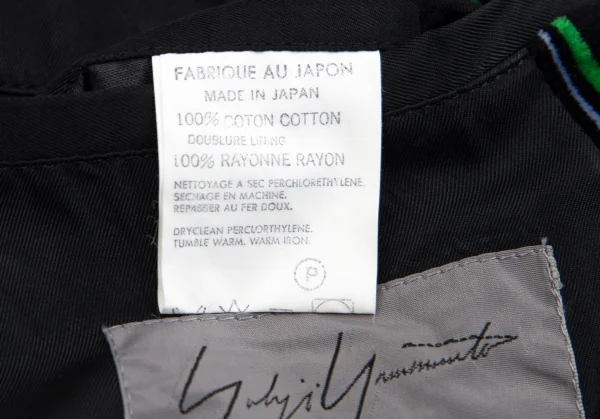 FABRIQUE AU JAPON
MADE IN JAPAN
100% COTON COTTON
DOUBLURE LINING
100% RAYONNE RAYON
NETTOYAGE A SEC PERCHLORETHYLENE.
SECHAGE EN MACHINE.
REPASSER AU FER DOUX.
DRYCLEAN PERCLORTHYLENE.
TUMBLE WARM. WARM IRON.
P
Yohji Yamamoto